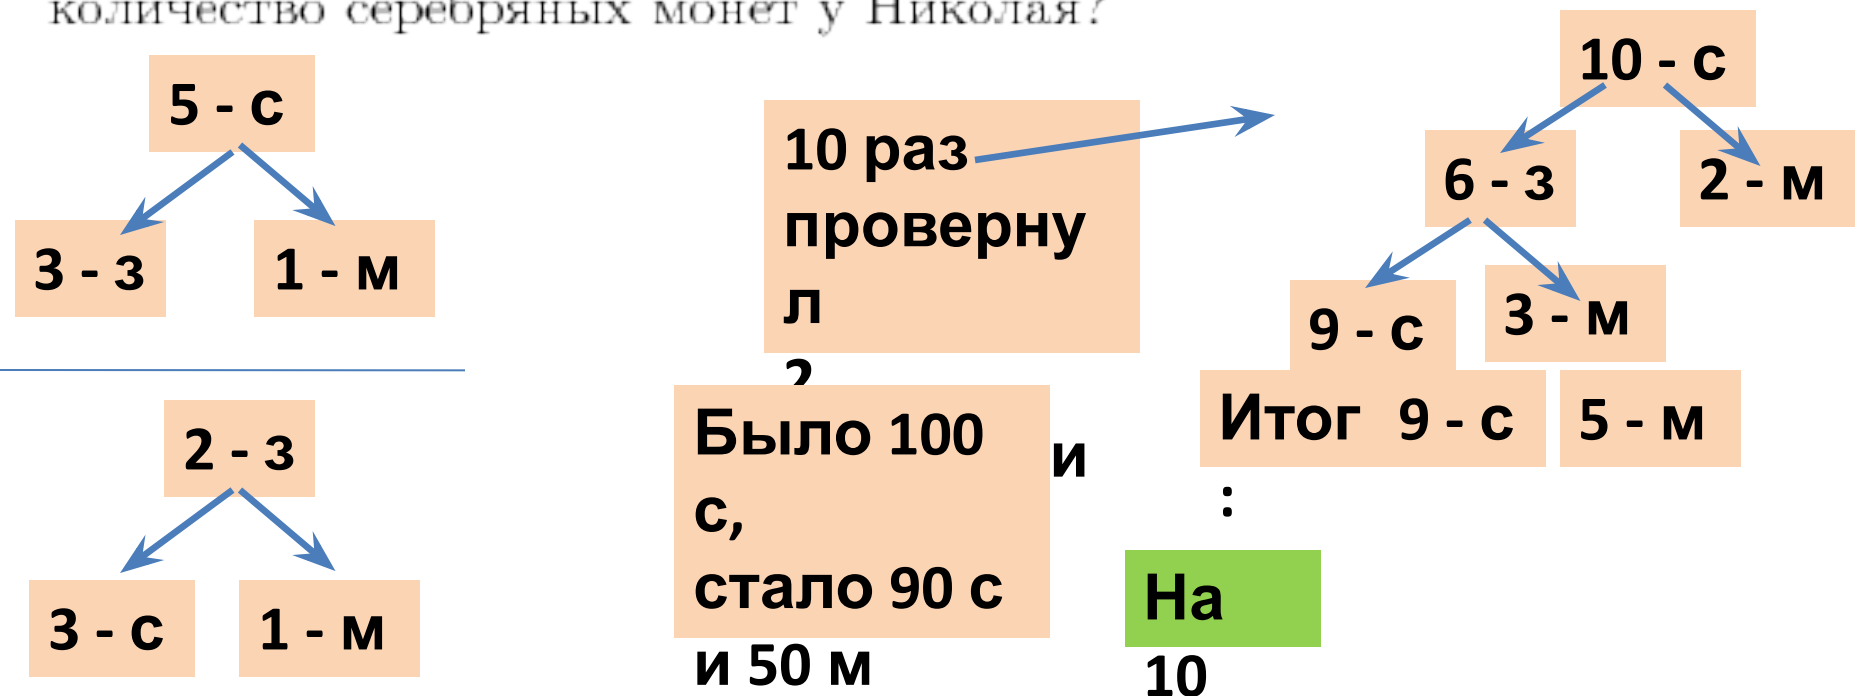 количество серебряных монет у Николая?
5 - с
3 - з
1 - м
2 - з
3 - с
1 - м
10 раз
проверну
л
2
и
Было 100
с,
стало 90 с
и 50 м
10 - с
6 - з
2 - м
9 - с
3 - м
Итог 9 - с
5 - м
:
На
10